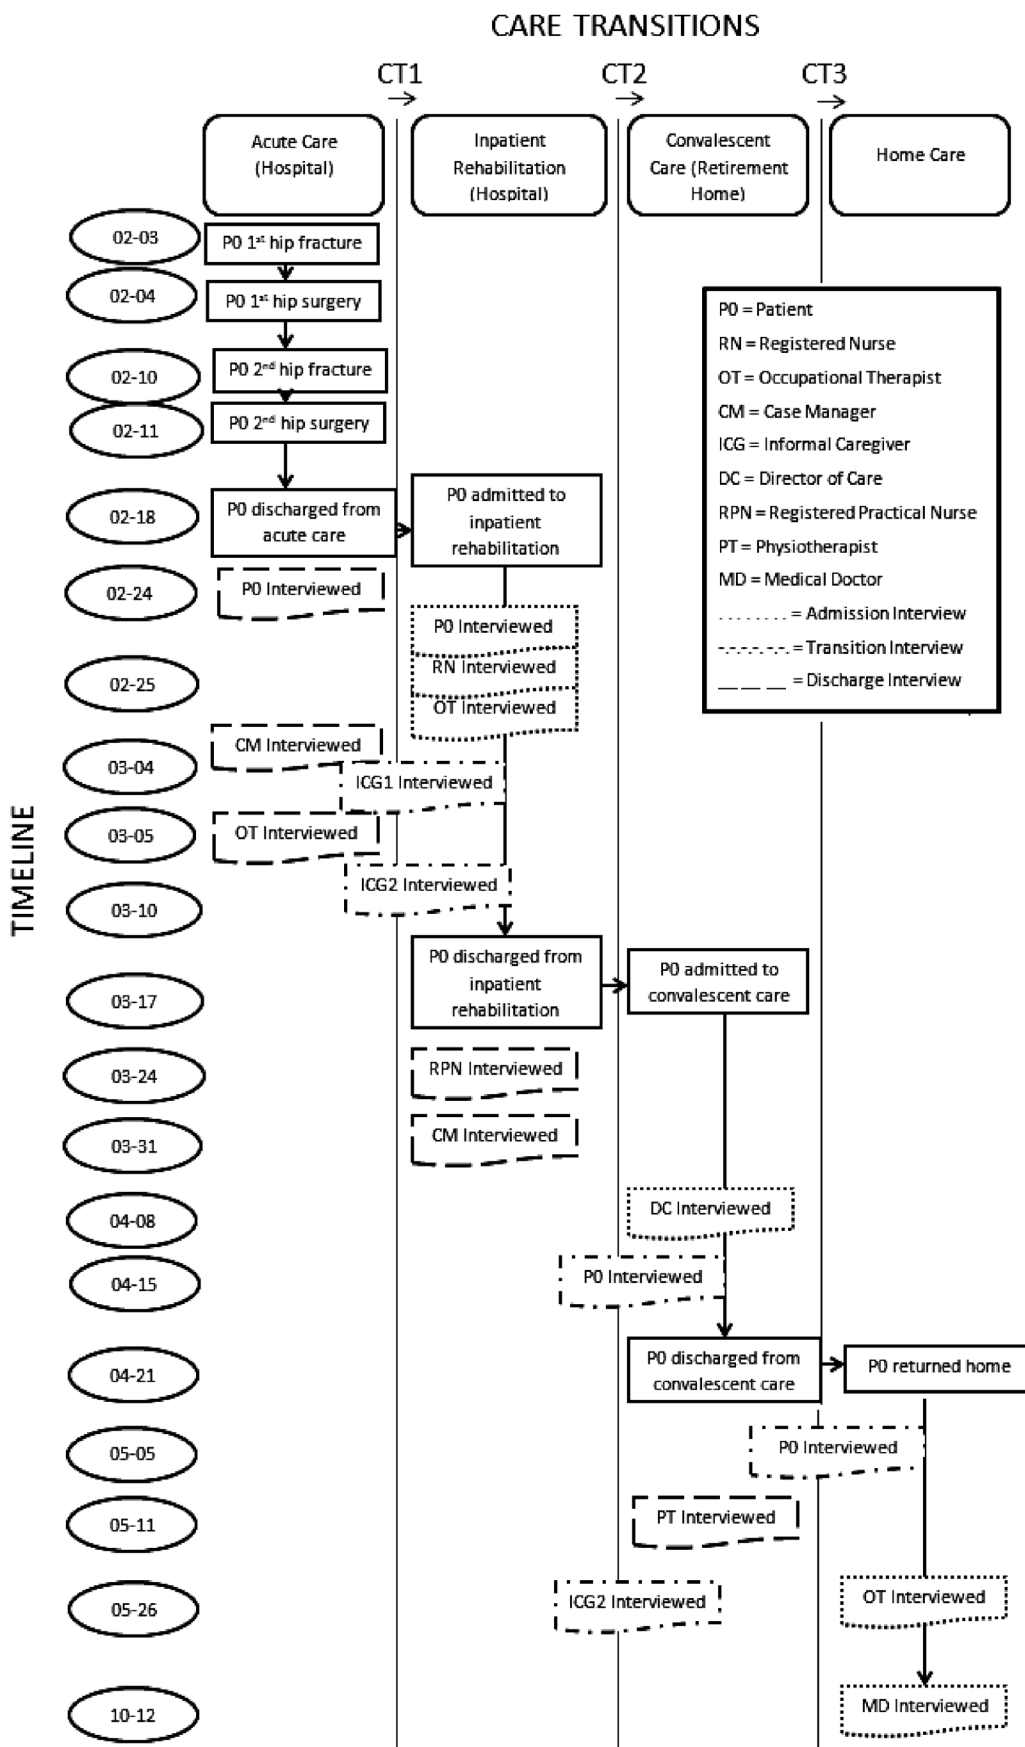 CARE TRANSITIONS
CT1
CT2
CT3
Acute Care
(Hospital)
Inpatient
Rehabilitation
(Hospital)
Convalescent
Care (Retirement
Home)
Home Care
TIMELINE
02-03
P0 1st hip fracture
02-04
P0 1st hip surgery
02-10
P0 2nd hip fracture
02-11
P0 2nd hip surgery
02-18
P0 discharged from
acute care
P0 admitted to
inpatient
rehabilitation
02-24
P0 Interviewed
P0 Interviewed
RN Interviewed
02-25
OT Interviewed
CM Interviewed
03-04
ICG1 Interviewed
03-05
OT Interviewed
ICG2 Interviewed
03-10
P0 discharged from
inpatient
rehabilitation
P0 admitted to
convalescent care
03-17
03-24
RPN Interviewed
03-31
CM Interviewed
04-08
DC Interviewed
04-15
P0 Interviewed
04-21
P0 discharged from
convalescent care
P0 returned home
05-05
P0 Interviewed
05-11
PT Interviewed
05-26
ICG2 Interviewed
OT Interviewed
10-12
MD Interviewed
P0 = Patient
RN = Registered Nurse
OT = Occupational Therapist
CM = Case Manager
ICG = Informal Caregiver
DC = Director of Care
RPN = Registered Practical Nurse
PT = Physiotherapist
MD = Medical Doctor
. . . . . . . . = Admission Interview
-.-.-.-.-.-. = Transition Interview
___ ___ ___ = Discharge Interview